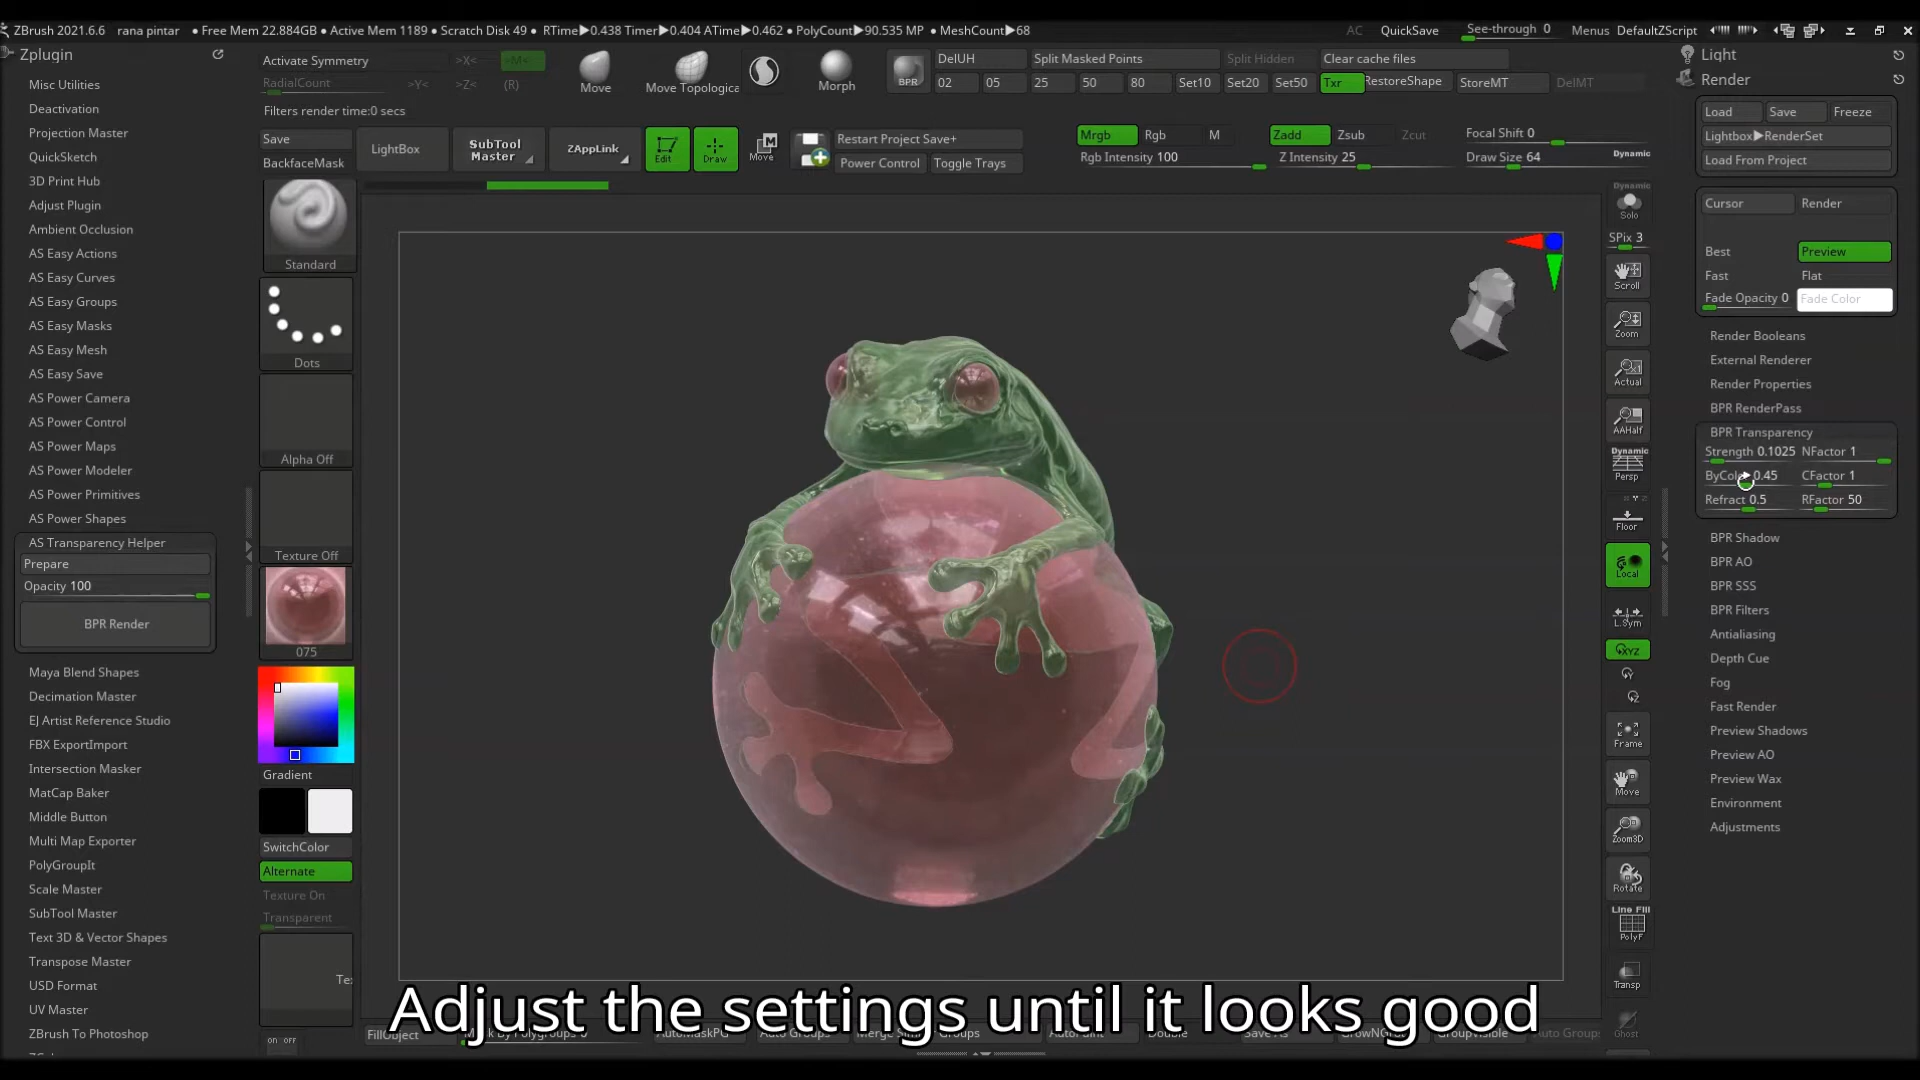 ZBrush 2021.6.6 rana pintar ● Free Mem 22.884GB ● Active Mem 1189 ● Scratch Disk 49 ● RTime▶0.438 Timer▶0.404 ATime▶0.462 ● PolyCount▶90.535 MP ● MeshCount▶68 AC QuickSave See-through 0 Menus DefaultZScript
Zplugin
Misc Utilities
Deactivation
Projection Master
QuickSketch
3D Print Hub
Adjust Plugin
Ambient Occlusion
AS Easy Actions
AS Easy Curves
AS Easy Groups
AS Easy Masks
AS Easy Mesh
AS Easy Save
AS Power Camera
AS Power Control
AS Power Maps
AS Power Modeler
AS Power Primitives
AS Power Shapes
AS Transparency Helper
Prepare
Opacity 100
BPR Render
Maya Blend Shapes
Decimation Master
EJ Artist Reference Studio
FBX ExportImport
Intersection Masker
MatCap Baker
Middle Button
Multi Map Exporter
PolyGroupIt
Scale Master
SubTool Master
Text 3D & Vector Shapes
Transpose Master
USD Format
UV Master
ZBrush To Photoshop
Activate Symmetry >X< >M<
RadialCount >Y< >Z< (R)
Filters render time:0 secs
Save
BackfaceMask
LightBox
SubTool
Master
ZAppLink
Edit
Draw
Move
Move
Move Topologica
Morph
BPR
DelUH Split Masked Points Split Hidden Clear cache files
02 05 25 50 80 Set10 Set20 Set50 Txr RestoreShape StoreMT DelMT
Restart Project Save+
Power Control Toggle Trays
Mrgb Rgb M
Rgb Intensity 100
Zadd Zsub Zcut
Z Intensity 25
Focal Shift 0
Draw Size 64 Dynamic
Standard
Dots
Alpha Off
Texture Off
075
Gradient
SwitchColor
Alternate
Texture On
Transparent
Te
ON OFF
Dynamic
Solo
SPix 3
Scroll
Zoom
Actual
AAHalf
Dynamic
Persp
Floor
Local
L.Sym
XYZ
Frame
Move
Zoom3D
Rotate
Line Fill
PolyF
Transp
Ghost
Light
Render
Load Save Freeze
Lightbox▶RenderSet
Load From Project
Cursor Render
Best Preview
Fast Flat
Fade Opacity 0 Fade Color
Render Booleans
External Renderer
Render Properties
BPR RenderPass
BPR Transparency
Strength 0.1025 NFactor 1
0.45 CFactor 1
Refract 0.5 RFactor 50
BPR Shadow
BPR AO
BPR SSS
BPR Filters
Antialiasing
Depth Cue
Fog
Fast Render
Preview Shadows
Preview AO
Preview Wax
Environment
Adjustments
Adjust the settings until it looks good
FillObject